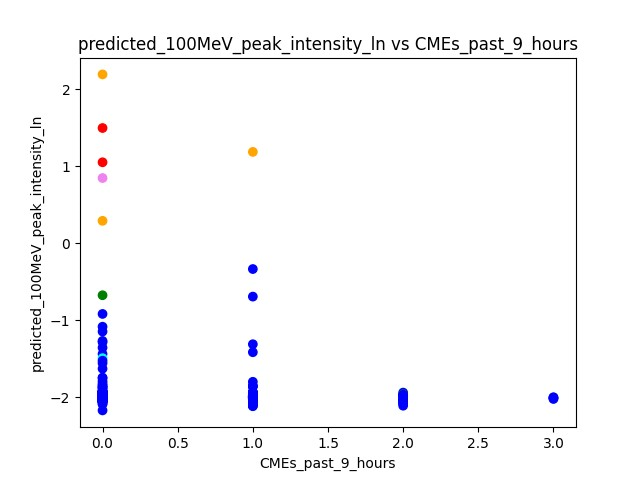 predicted_100MeV_peak_intensity_ln vs CMEs_past_9_hours
predicted_100MeV_peak_intensity_ln
2
1
0
−1
−2
0.0 0.5 1.0 1.5 2.0 2.5 3.0
CMEs_past_9_hours